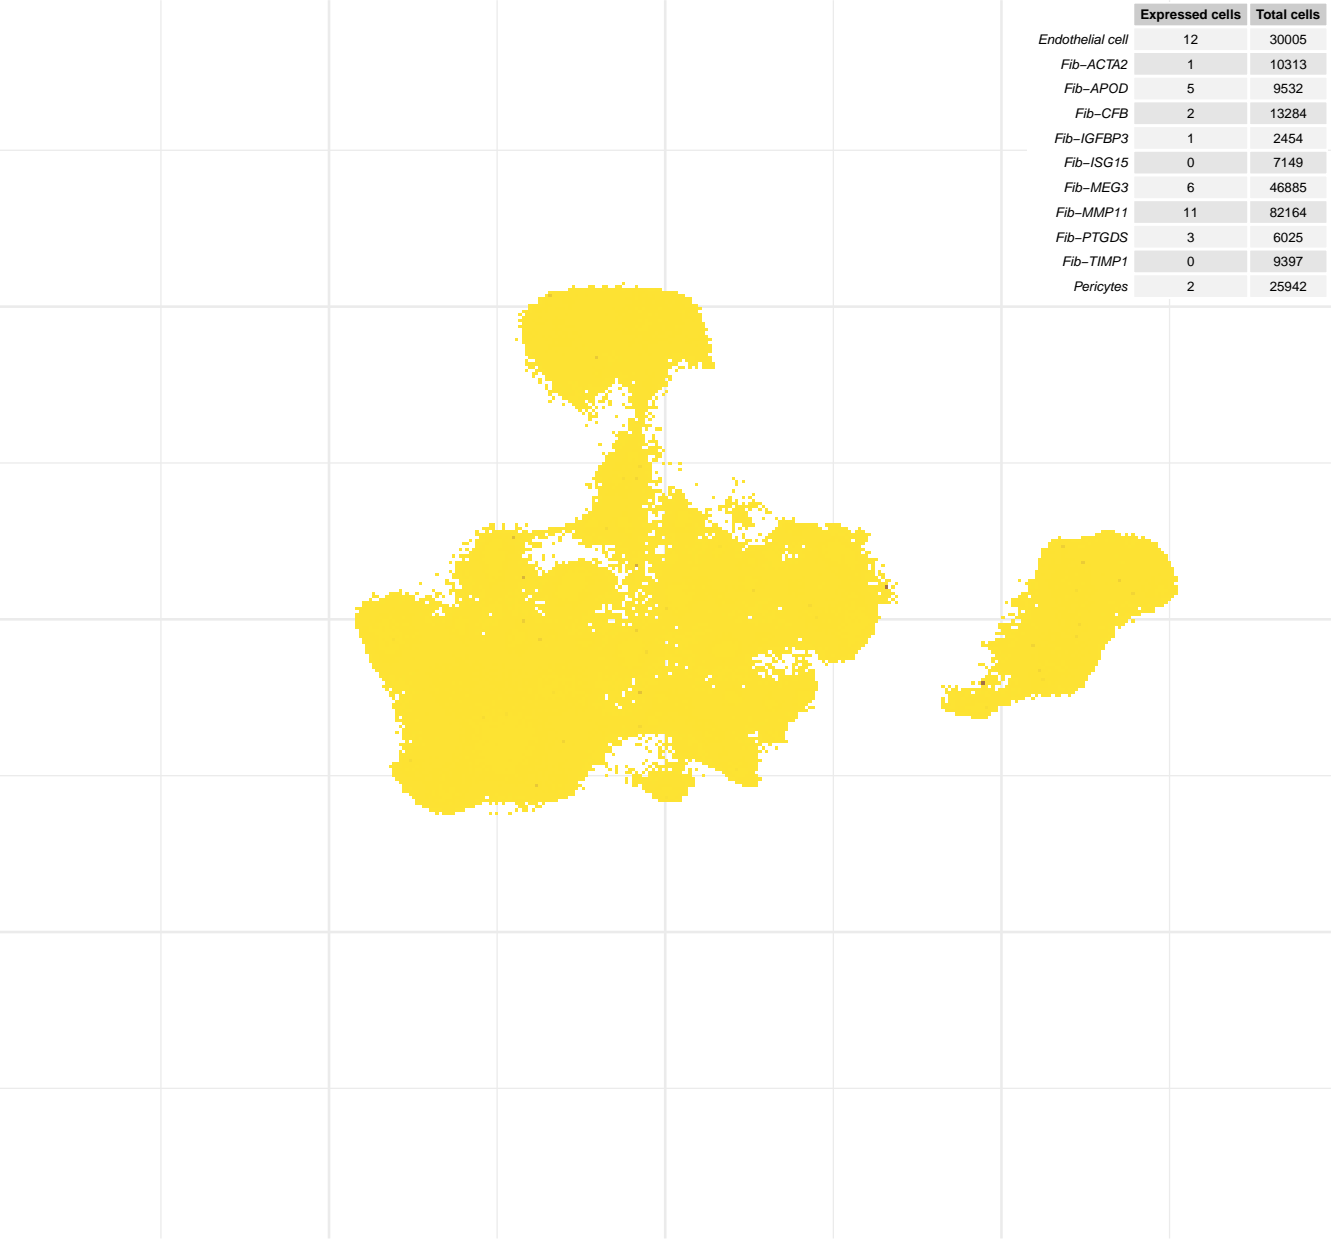 Expressed cells Total cells
Endothelial cell 12 30005
Fib−ACTA2 1 10313
Fib−APOD 5 9532
Fib−CFB 2 13284
Fib−IGFBP3 1 2454
Fib−ISG15 0 7149
Fib−MEG3 6 46885
Fib−MMP11 11 82164
Fib−PTGDS 3 6025
Fib−TIMP1 0 9397
Pericytes 2 25942